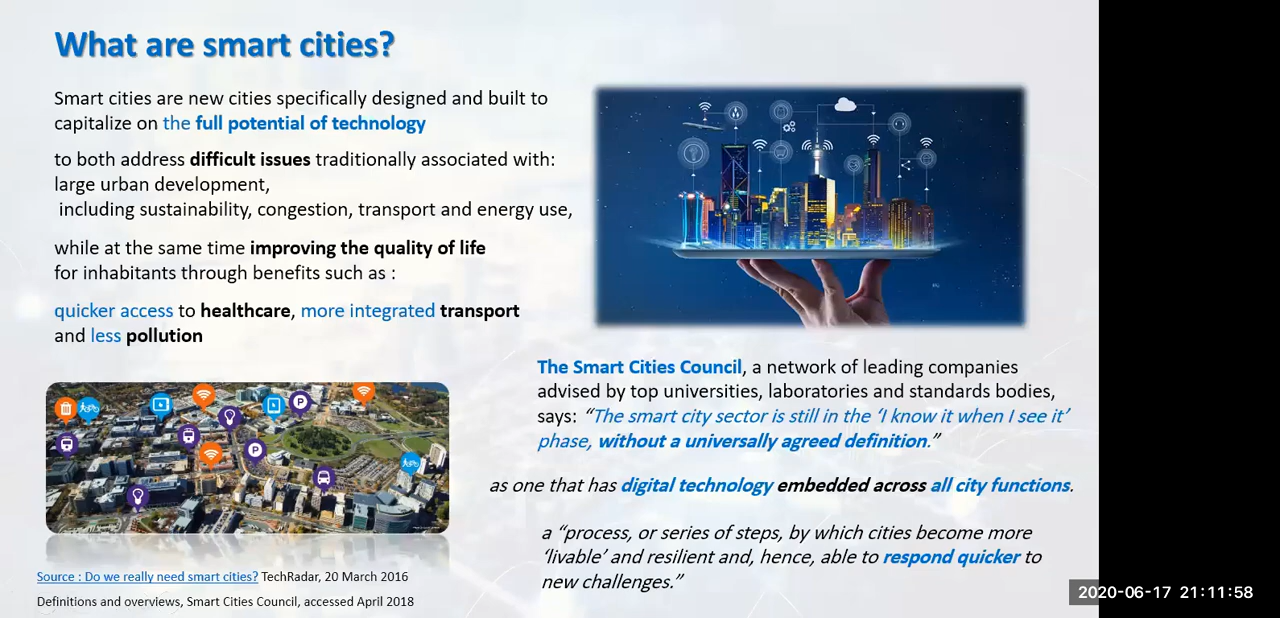 What are smart cities?
Smart cities are new cities specifically designed and built to
capitalize on the full potential of technology
to both address difficult issues traditionally associated with:
large urban development,
including sustainability, congestion, transport and energy use,
while at the same time improving the quality of life
for inhabitants through benefits such as :
quicker access to healthcare, more integrated transport
and less pollution
The Smart Cities Council, a network of leading companies
advised by top universities, laboratories and standards bodies,
says: “The smart city sector is still in the ‘I know it when I see it’
phase, without a universally agreed definition.”
as one that has digital technology embedded across all city functions.
a “process, or series of steps, by which cities become more
‘livable’ and resilient and, hence, able to respond quicker to
new challenges.”
P
P
Source : Do we really need smart cities? TechRadar, 20 March 2016
Definitions and overviews, Smart Cities Council, accessed April 2018
2020-06-17 21:11:58